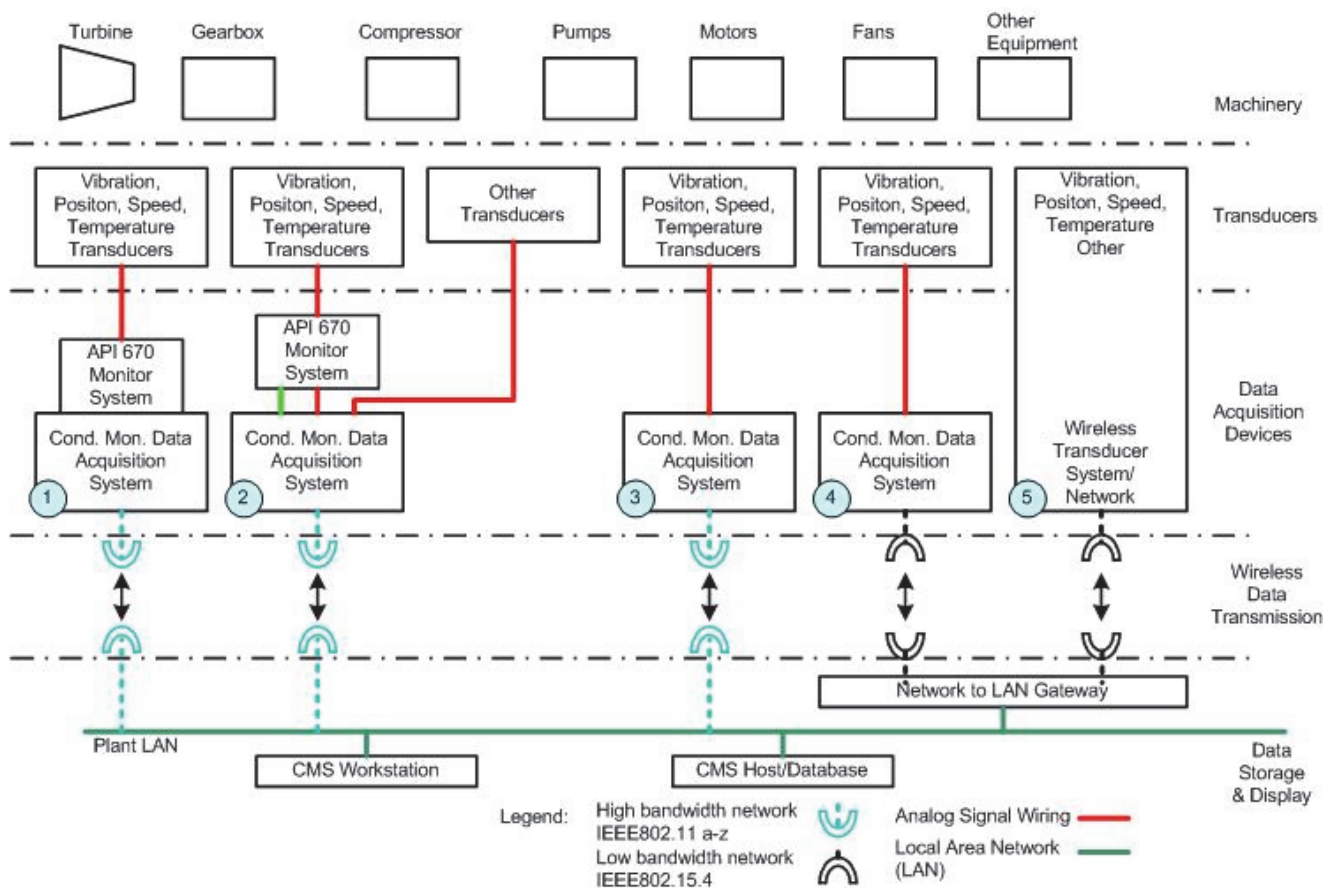 Turbine
Gearbox
Compressor
Pumps
Motors
Fans
Other
Equipment
Machinery
Vibration,
Positon, Speed,
Temperature
Transducers
Vibration,
Positon, Speed,
Temperature
Transducers
Other
Transducers
Vibration,
Positon, Speed,
Temperature
Transducers
Vibration,
Positon, Speed,
Temperature
Transducers
Vibration,
Positon, Speed,
Temperature
Other
Transducers
API 670
Monitor
System
API 670
Monitor
System
Data
Acquisition
Devices
Cond. Mon. Data
Acquisition
System
1
Cond. Mon. Data
Acquisition
System
2
Cond. Mon. Data
Acquisition
System
3
Cond. Mon. Data
Acquisition
System
4
Wireless
Transducer
System/
Network
5
Wireless
Data
Transmission
Network to LAN Gateway
Plant LAN
CMS Workstation
CMS Host/Database
Data
Storage
& Display
Legend:
High bandwidth network
IEEE802.11 a-z
Low bandwidth network
IEEE802.15.4
Analog Signal Wiring
Local Area Network
(LAN)